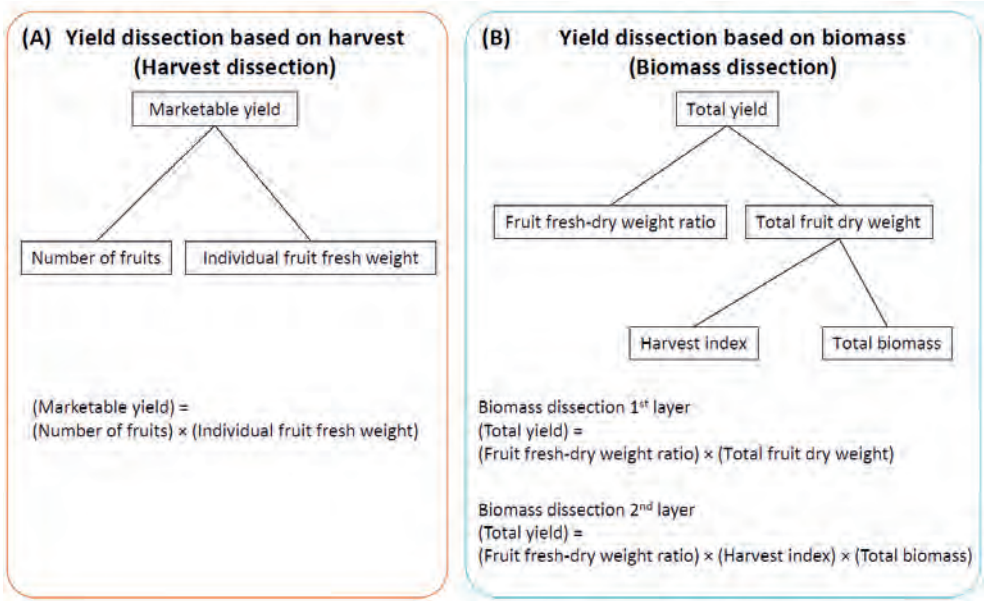 (A) Yield dissection based on harvest
(Harvest dissection)
Marketable yield
Number of fruits
Individual fruit fresh weight
(Marketable yield) =
(Number of fruits) × (Individual fruit fresh weight)
(B) Yield dissection based on biomass
(Biomass dissection)
Total yield
Fruit fresh-dry weight ratio
Total fruit dry weight
Harvest index
Total biomass
Biomass dissection 1st layer
(Total yield) =
(Fruit fresh-dry weight ratio) × (Total fruit dry weight)
Biomass dissection 2nd layer
(Total yield) =
(Fruit fresh-dry weight ratio) × (Harvest index) × (Total biomass)